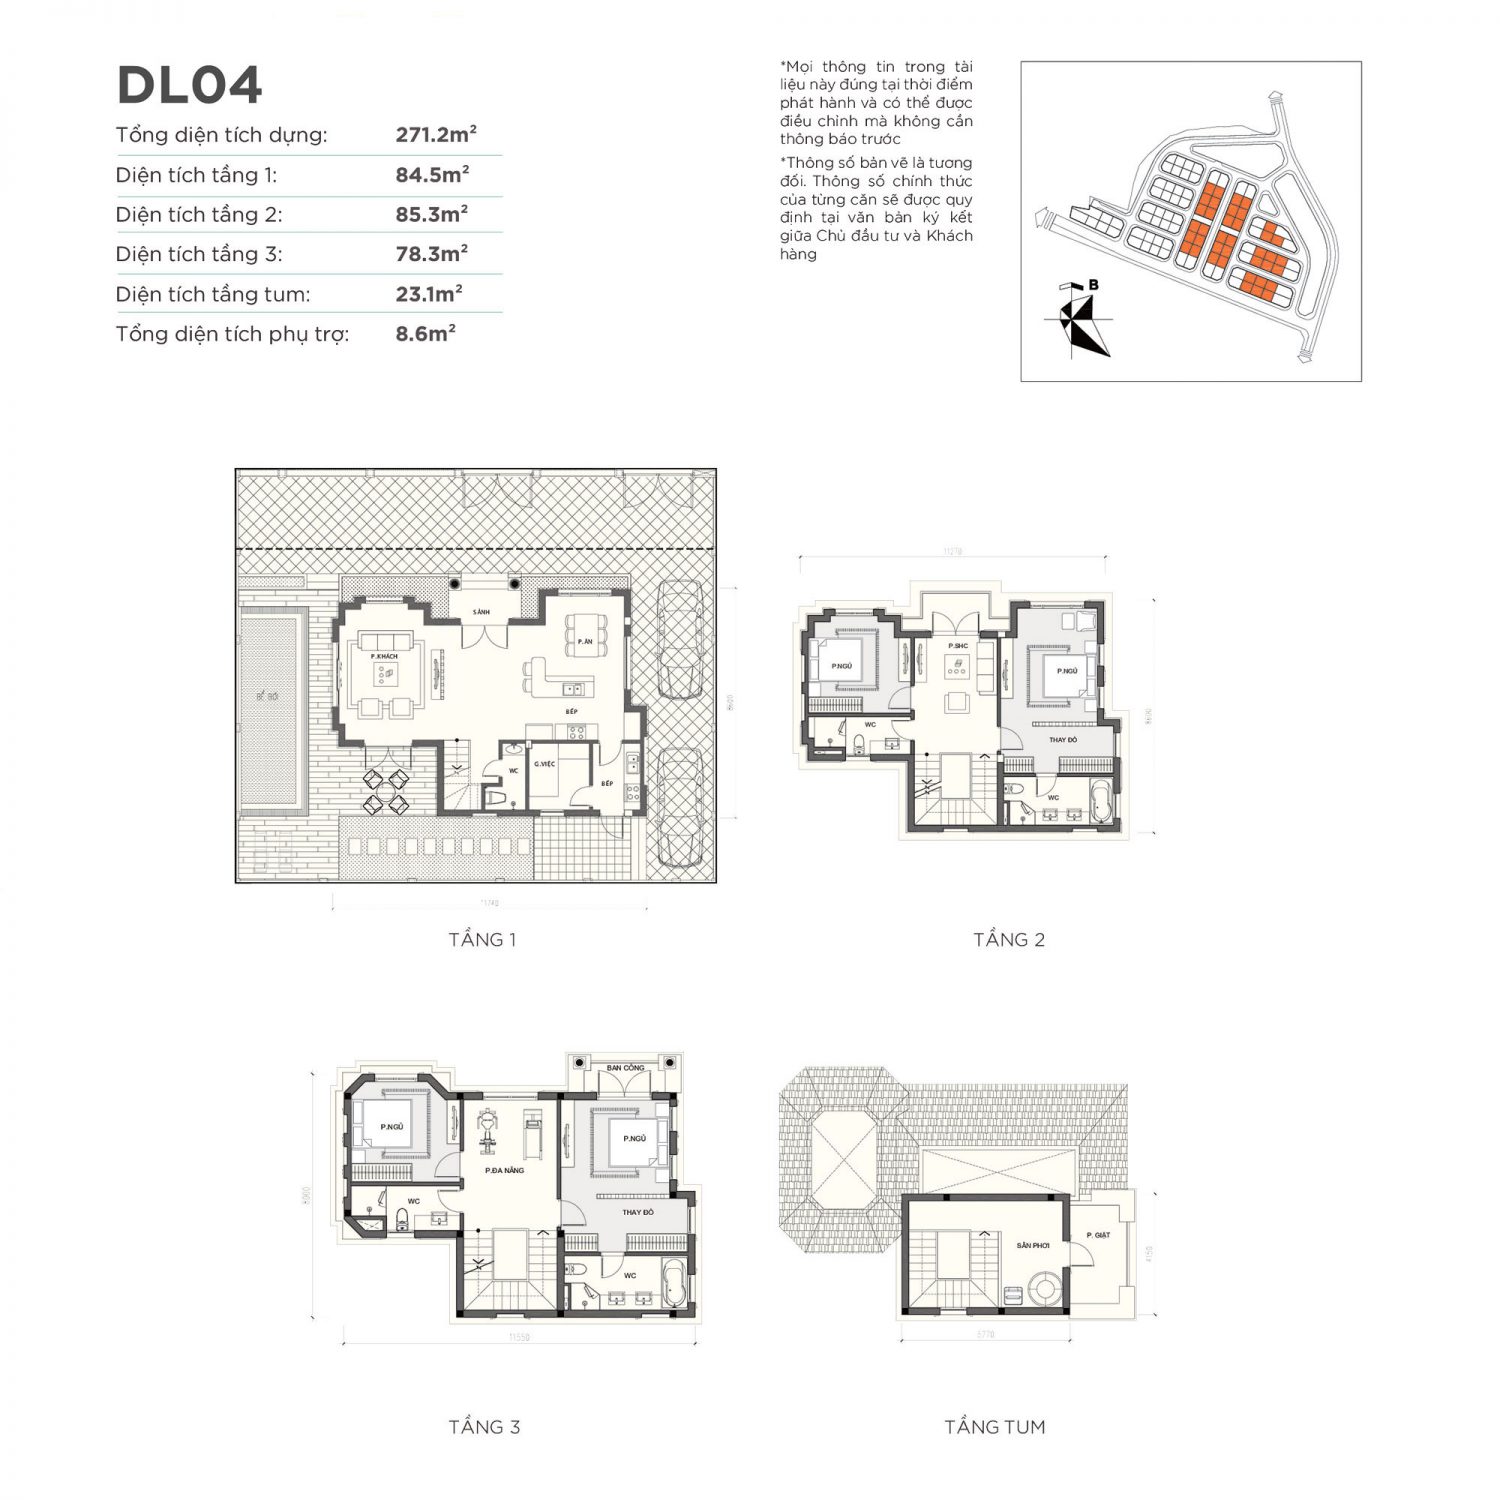 DL04
Tổng diện tích dựng: 271.2m²
Diện tích tầng 1: 84.5m²
Diện tích tầng 2: 85.3m²
Diện tích tầng 3: 78.3m²
Diện tích tầng tum: 23.1m²
Tổng diện tích phụ trợ: 8.6m²
*Mọi thông tin trong tài
liệu này đúng tại thời điểm
phát hành và có thể được
điều chỉnh mà không cần
thông báo trước
*Thông số bản vẽ là tương
đối. Thông số chính thức
của từng căn sẽ được quy
định tại văn bản ký kết
giữa Chủ đầu tư và Khách
hàng
B
SẢNH
P.ĂN
P.KHÁCH
BẾP
G.VIỆC
WC
BẾP
8600
11740
TẦNG 1
11270
P.SHC
P.NGỦ
P.NGỦ
WC
THAY ĐỒ
WC
TẦNG 2
BAN CÔNG
P.NGỦ
P.NGỦ
P.ĐA NĂNG
WC
THAY ĐỒ
WC
11550
TẦNG 3
SÂN PHƠI
P. GIẶT
4150
TẦNG TUM